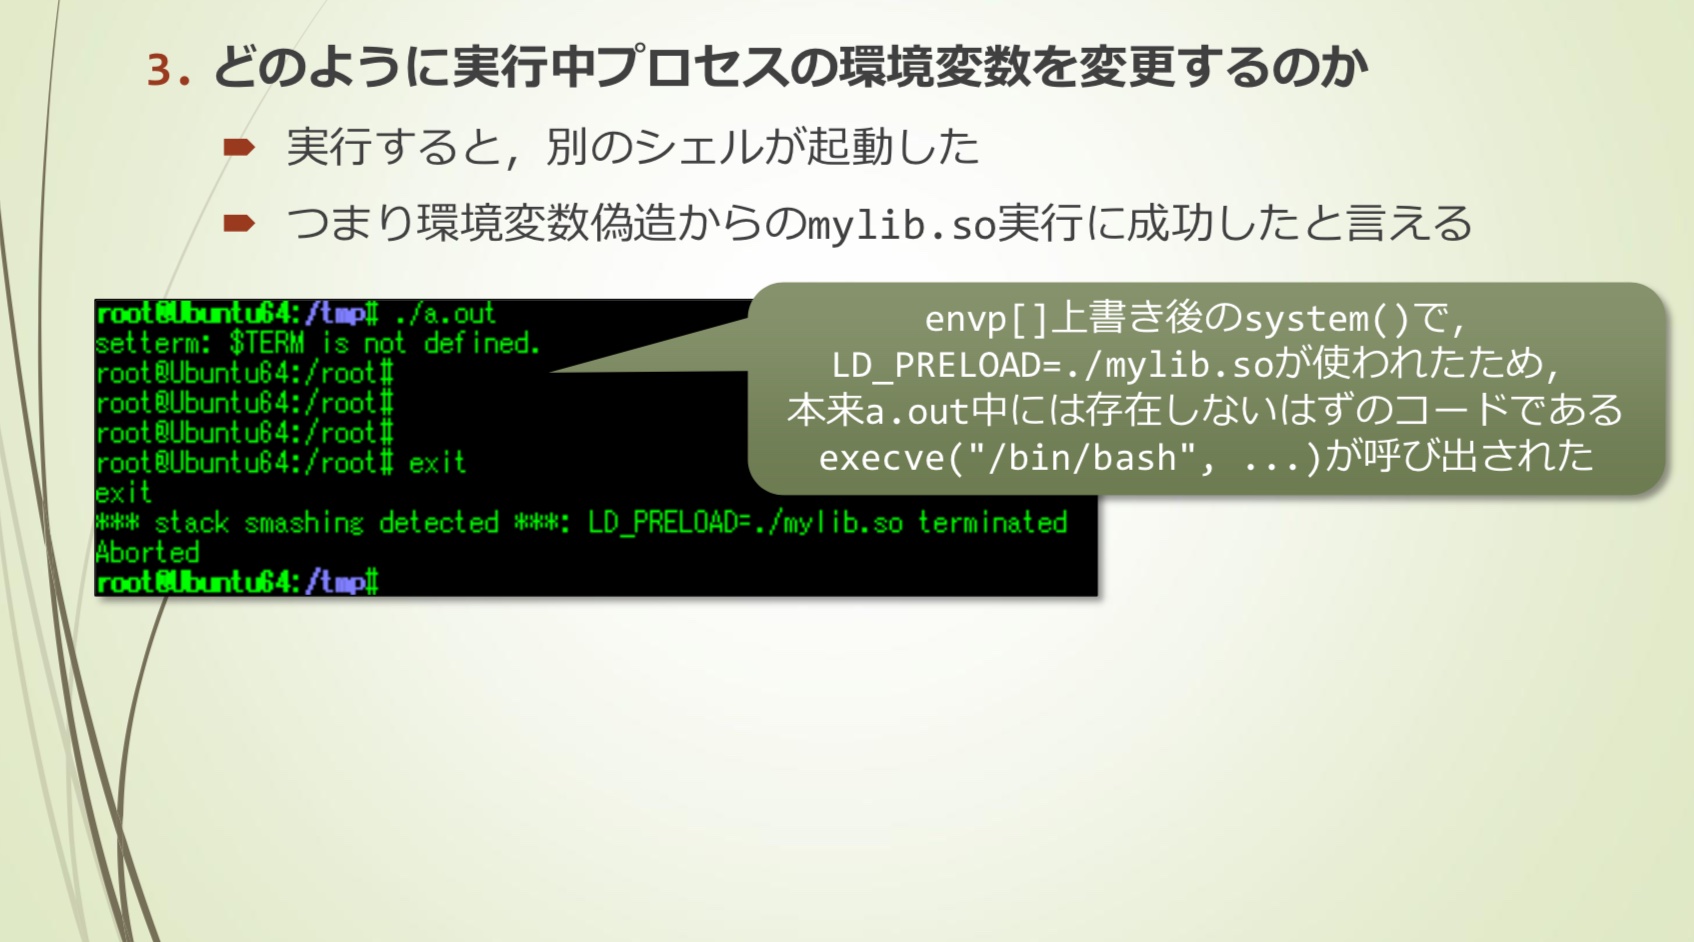 3. どのように実行中プロセスの環境変数を変更するのか
実行すると，別のシェルが起動した
つまり環境変数偽造からのmylib.so実行に成功したと言える
root@Ubuntu64:/tmp# ./a.out
setterm: $TERM is not defined.
root@Ubuntu64:/root#
root@Ubuntu64:/root#
root@Ubuntu64:/root#
root@Ubuntu64:/root# exit
exit
*** stack smashing detected ***: LD_PRELOAD=./mylib.so terminated
Aborted
root@Ubuntu64:/tmp#
envp[]上書き後のsystem()で，
LD_PRELOAD=./mylib.soが使われたため，
本来a.out中には存在しないはずのコードである
execve("/bin/bash", ...)が呼び出された